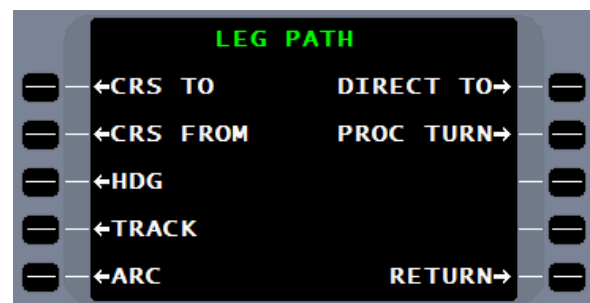 LEG PATH
←CRS TO DIRECT TO→
←CRS FROM PROC TURN→
←HDG
←TRACK
←ARC RETURN→